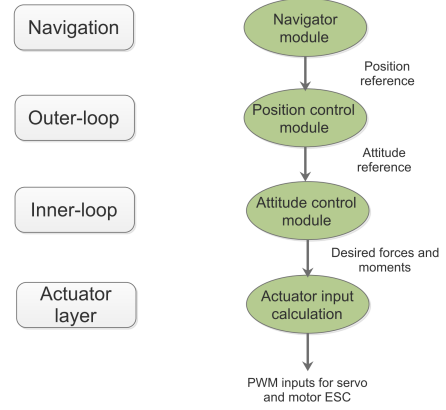 Navigation
Navigator
module
Position
reference
Outer-loop
Position control
module
Attitude
reference
Inner-loop
Attitude control
module
Desired forces and
moments
Actuator
layer
Actuator input
calculation
PWM inputs for servo
and motor ESC